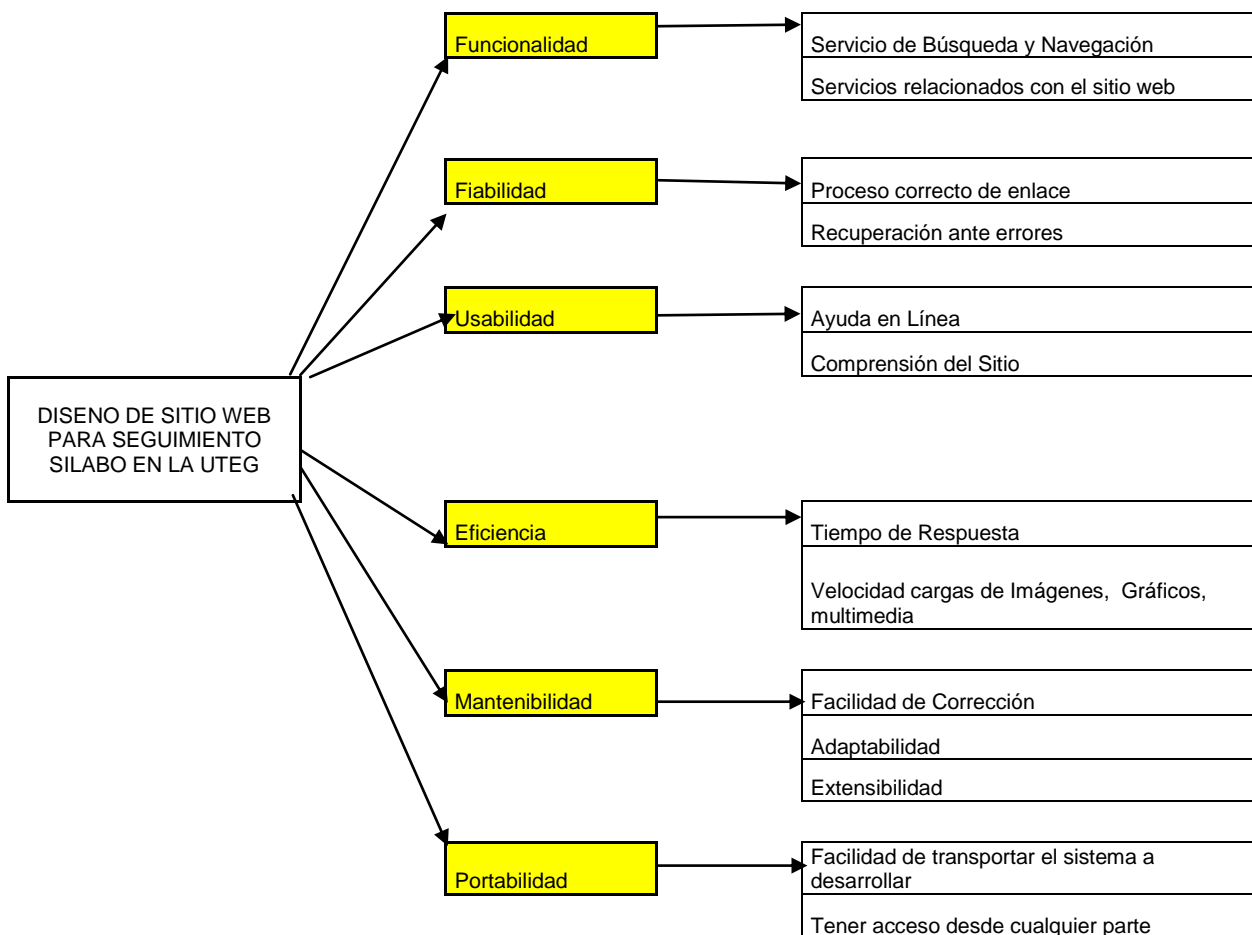 Funcionalidad
Servicio de Búsqueda y Navegación
Servicios relacionados con el sitio web
Fiabilidad
Proceso correcto de enlace
Recuperación ante errores
Usabilidad
Ayuda en Línea
Comprensión del Sitio
DISENO DE SITIO WEB
PARA SEGUIMIENTO
SILABO EN LA UTEG
Eficiencia
Tiempo de Respuesta
Velocidad cargas de Imágenes, Gráficos,
multimedia
Mantenibilidad
Facilidad de Corrección
Adaptabilidad
Extensibilidad
Portabilidad
Facilidad de transportar el sistema a
desarrollar
Tener acceso desde cualquier parte